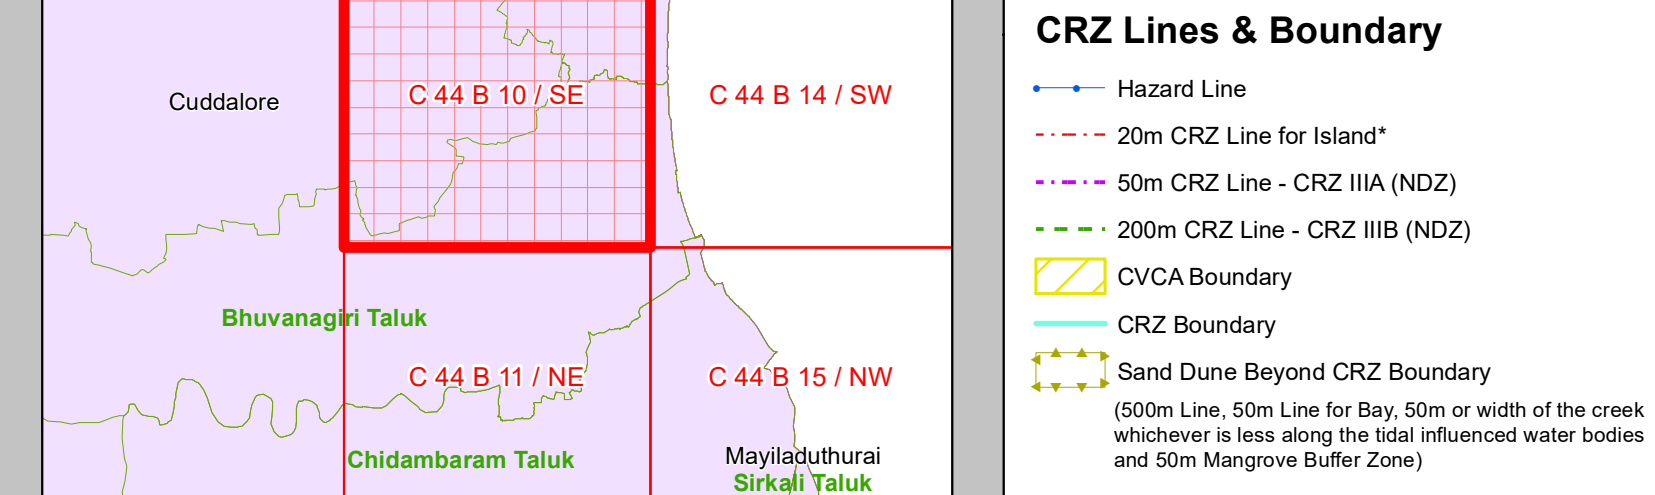 Cuddalore
C 44 B 10 / SE
C 44 B 14 / SW
Bhuvanagiri Taluk
C 44 B 11 / NE
C 44 B 15 / NW
Chidambaram Taluk
Mayiladuthurai
Sirkali Taluk
CRZ Lines & Boundary
Hazard Line
20m CRZ Line for Island*
50m CRZ Line - CRZ IIIA (NDZ)
200m CRZ Line - CRZ IIIB (NDZ)
CVCA Boundary
CRZ Boundary
Sand Dune Beyond CRZ Boundary
(500m Line, 50m Line for Bay, 50m or width of the creek
whichever is less along the tidal influenced water bodies
and 50m Mangrove Buffer Zone)